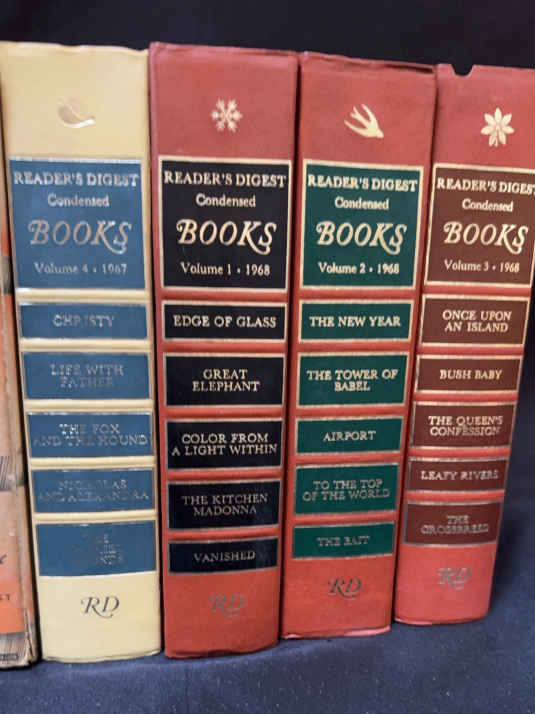 READER'S DIGEST
Condensed
BOOKS
Volume 4 • 1967
CHRISTY
LIFE WITH
FATHER
THE FOX
AND THE HOUND
NICHOLAS
AND ALEXANDRA
THE
RD
READER'S DIGEST
Condensed
BOOKS
Volume 1 • 1968
EDGE OF GLASS
GREAT
ELEPHANT
COLOR FROM
A LIGHT WITHIN
THE KITCHEN
MADONNA
VANISHED
RD
READER'S DIGEST
Condensed
BOOKS
Volume 2 • 1968
THE NEW YEAR
THE TOWER OF
BABEL
AIRPORT
TO THE TOP
OF THE WORLD
THE BAIT
RD
READER'S DIGEST
Condensed
BOOKS
Volume 3 • 1968
ONCE UPON
AN ISLAND
BUSH BABY
THE QUEEN'S
CONFESSION
LEAFY RIVERS
THE
CROSSBREED
RD